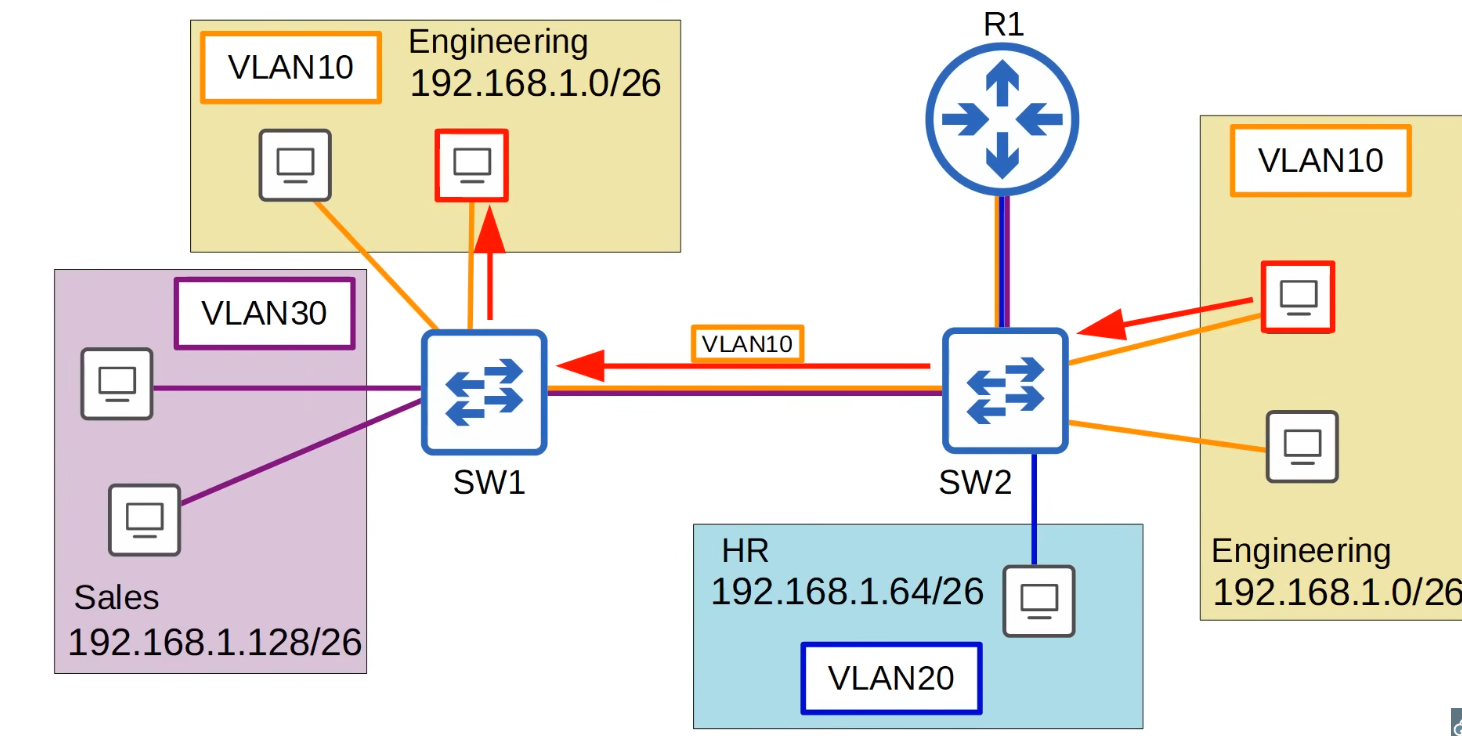 R1
VLAN10
Engineering
192.168.1.0/26
VLAN10
VLAN30
VLAN10
SW1
SW2
Sales
192.168.1.128/26
HR
192.168.1.64/26
VLAN20
Engineering
192.168.1.0/26